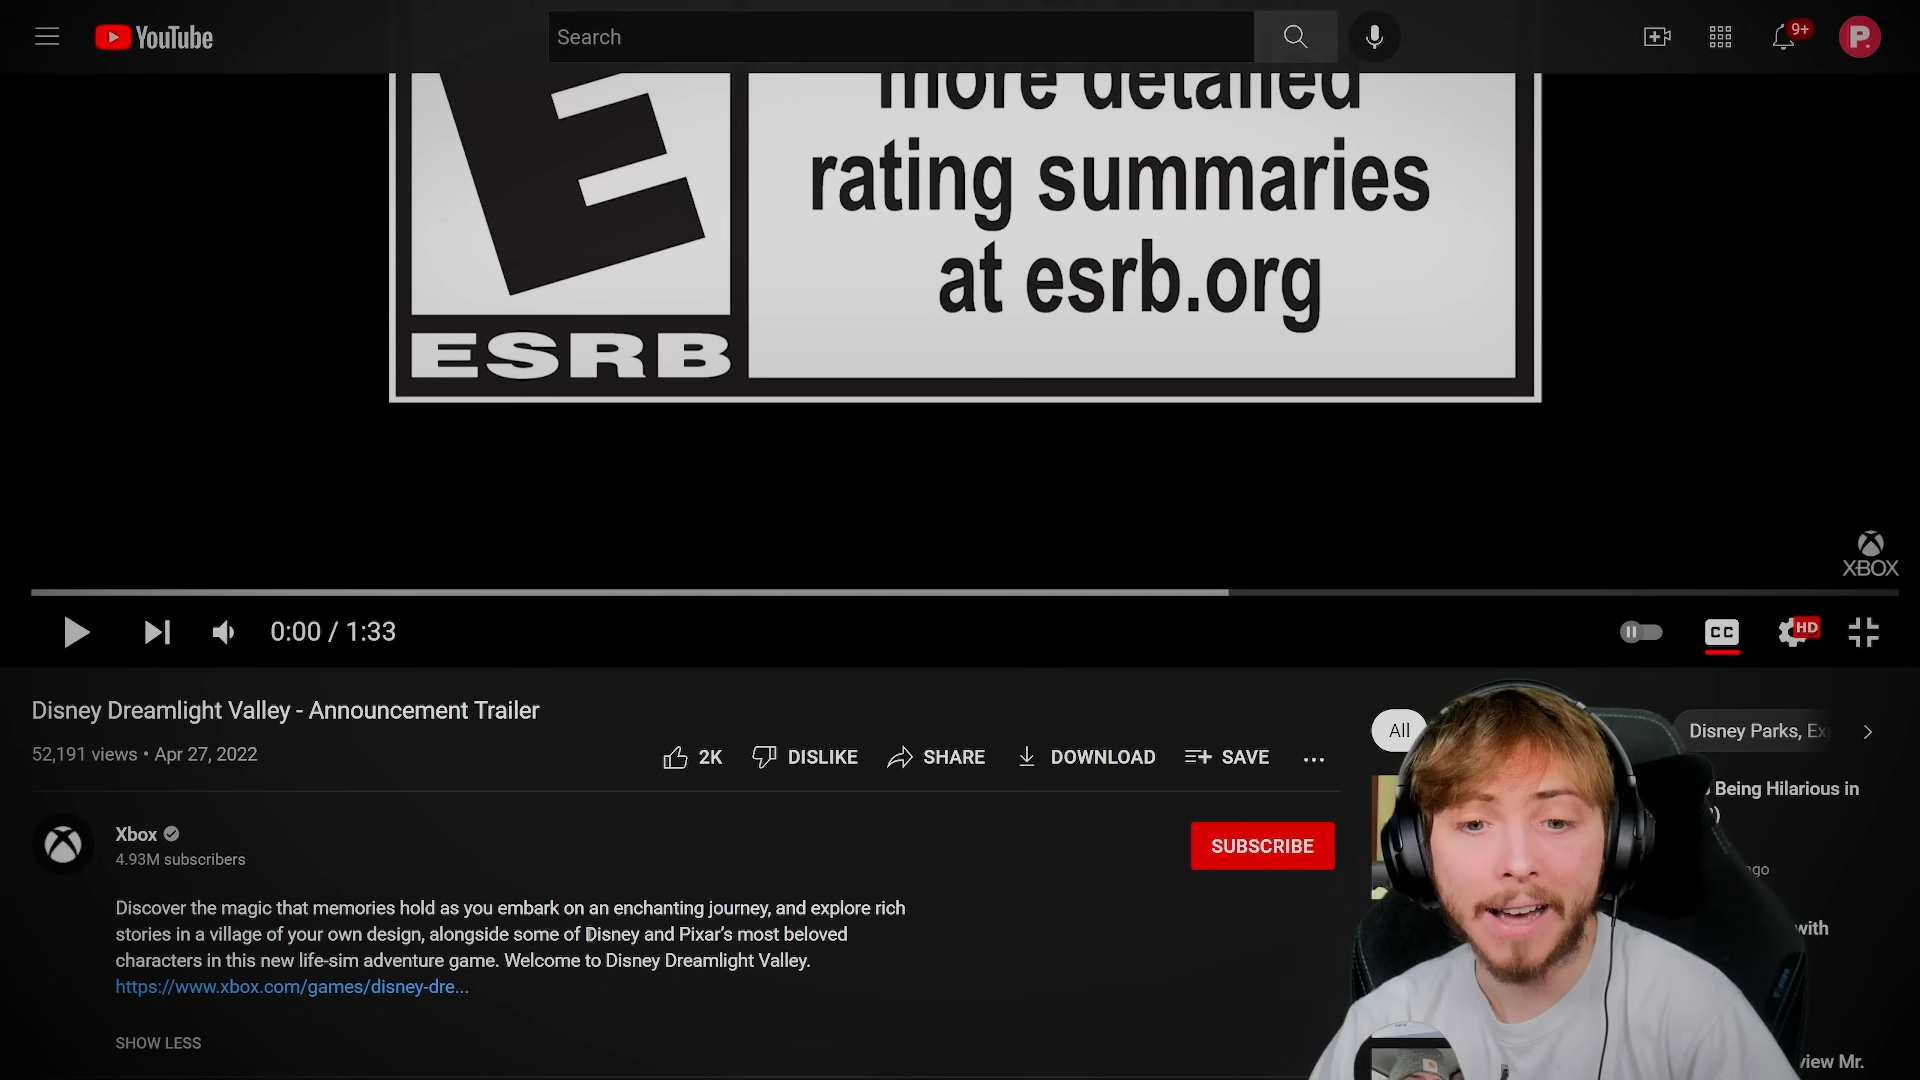 YouTube
Search
9+
P.
more detailed
rating summaries
at esrb.org
E
ESRB
XBOX
0:00 / 1:33
CC
HD
Disney Dreamlight Valley - Announcement Trailer
52,191 views • Apr 27, 2022
2K
DISLIKE
SHARE
DOWNLOAD
SAVE
...
All
Disney Parks, Ex
Being Hilarious in
Xbox
4.93M subscribers
SUBSCRIBE
ago
Discover the magic that memories hold as you embark on an enchanting journey, and explore rich
stories in a village of your own design, alongside some of Disney and Pixar’s most beloved
with
characters in this new life-sim adventure game. Welcome to Disney Dreamlight Valley.
https://www.xbox.com/games/disney-dre...
SHOW LESS
view Mr.